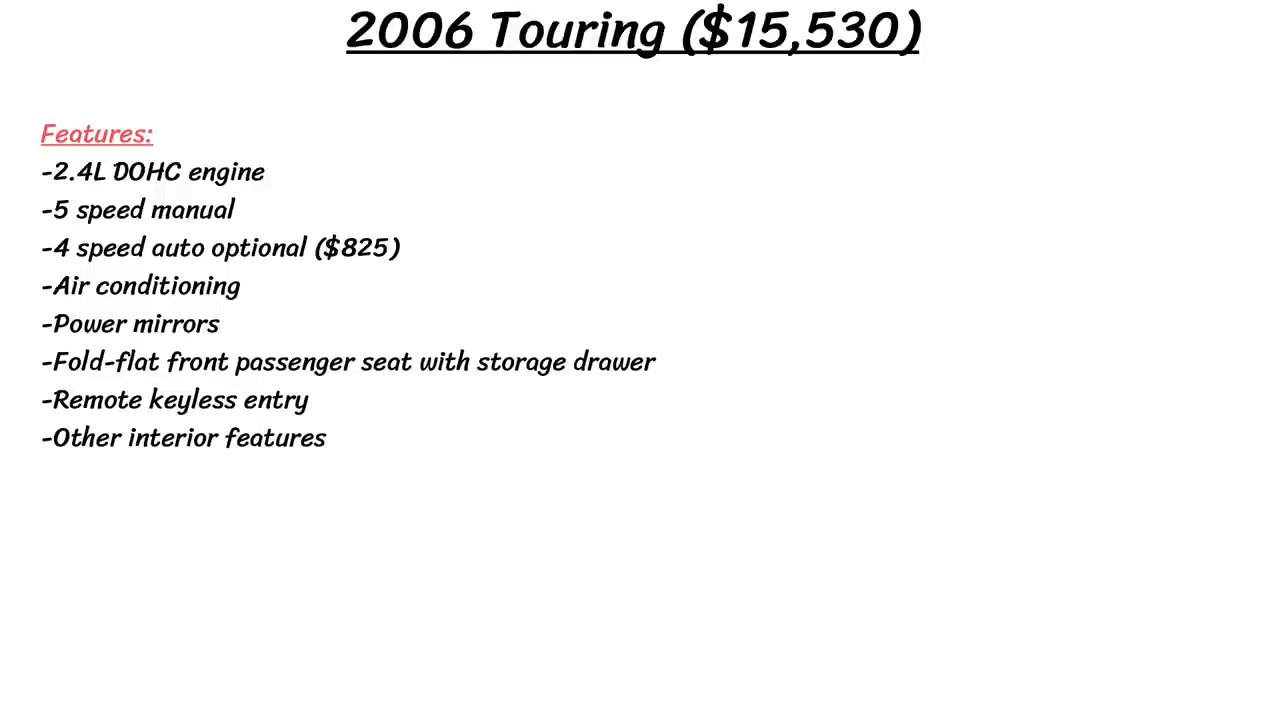 2006 Touring ($15,530)
Features:
-2.4L DOHC engine
-5 speed manual
-4 speed auto optional ($825)
-Air conditioning
-Power mirrors
-Fold-flat front passenger seat with storage drawer
-Remote keyless entry
-Other interior features